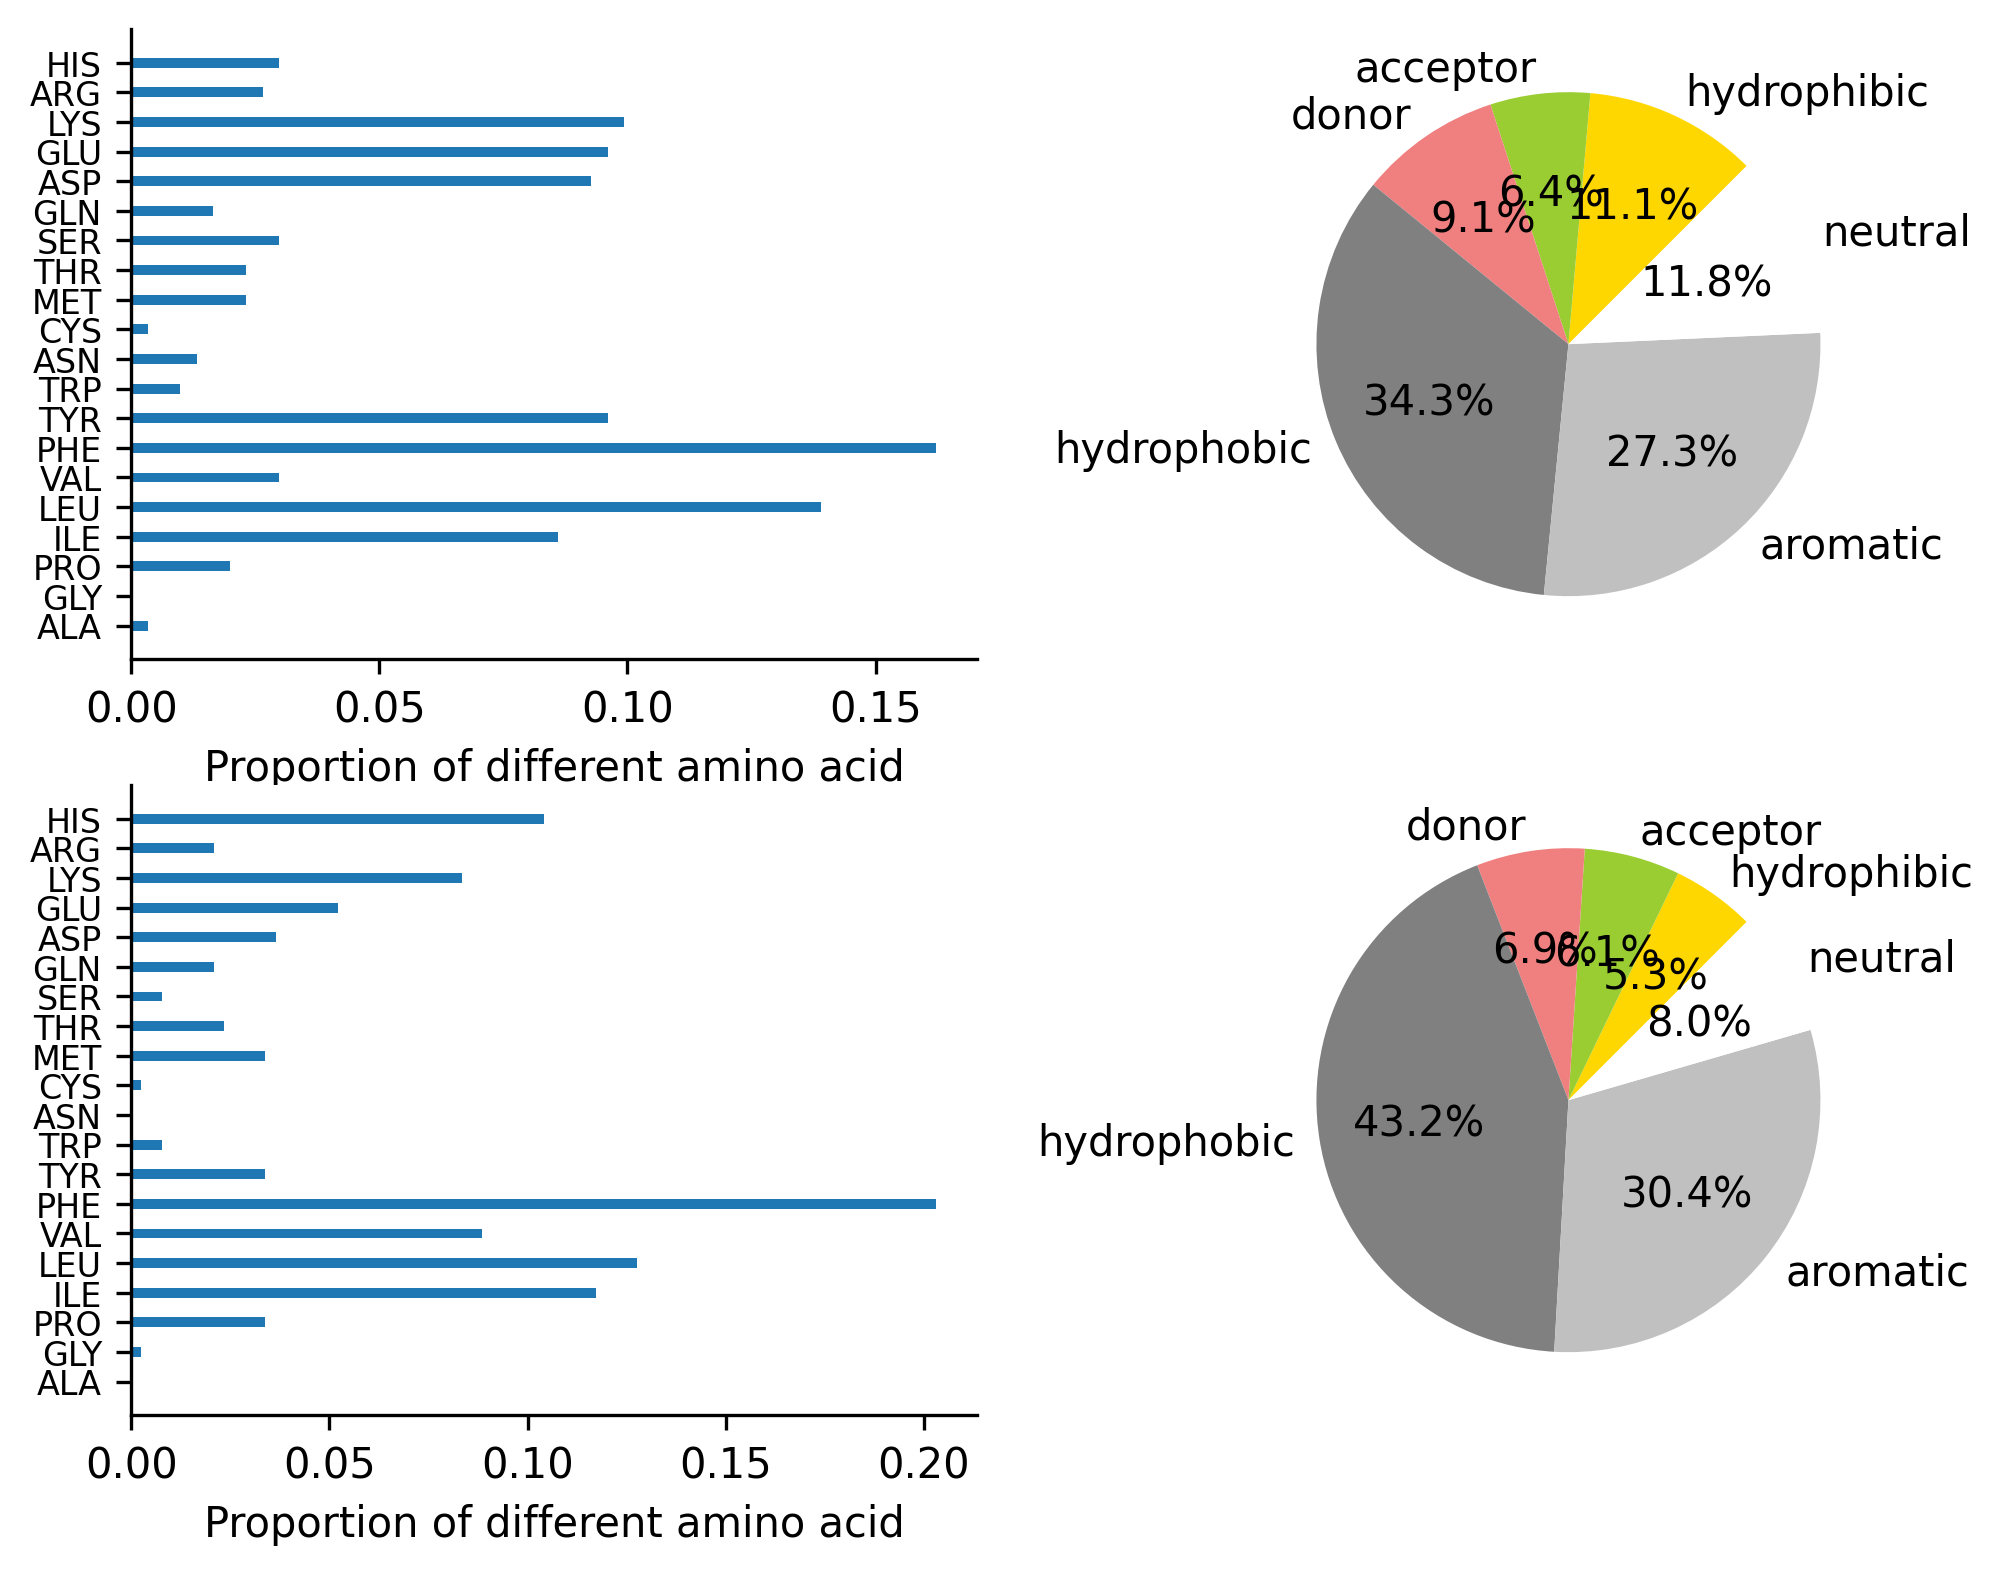 HIS
ARG
LYS
GLU
ASP
GLN
SER
THR
MET
CYS
ASN
TRP
TYR
PHE
VAL
LEU
ILE
PRO
GLY
ALA
0.00 0.05 0.10 0.15
Proportion of different amino acid
acceptor
hydrophibic
donor
neutral
6.4%
11.1%
9.1%
11.8%
34.3%
27.3%
hydrophobic
aromatic
HIS
ARG
LYS
GLU
ASP
GLN
SER
THR
MET
CYS
ASN
TRP
TYR
PHE
VAL
LEU
ILE
PRO
GLY
ALA
0.00 0.05 0.10 0.15 0.20
Proportion of different amino acid
donor
acceptor
hydrophibic
neutral
6.9%
6.1%
5.3%
8.0%
43.2%
hydrophobic
30.4%
aromatic